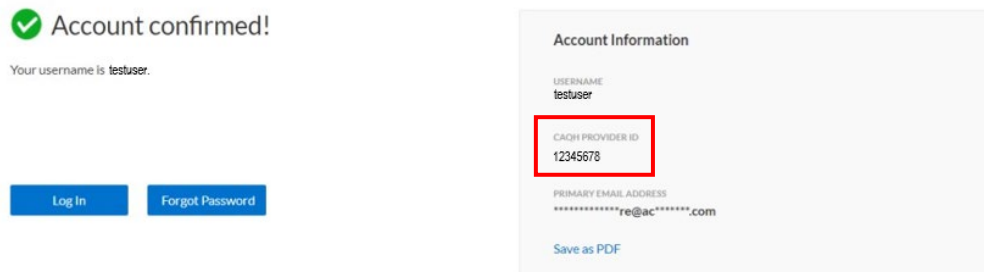 Account confirmed!
Your username is testuser.
Log In
Forgot Password
Account Information
USERNAME
testuser
CAQH PROVIDER ID
12345678
PRIMARY EMAIL ADDRESS
*************re@ac*******.com
Save as PDF